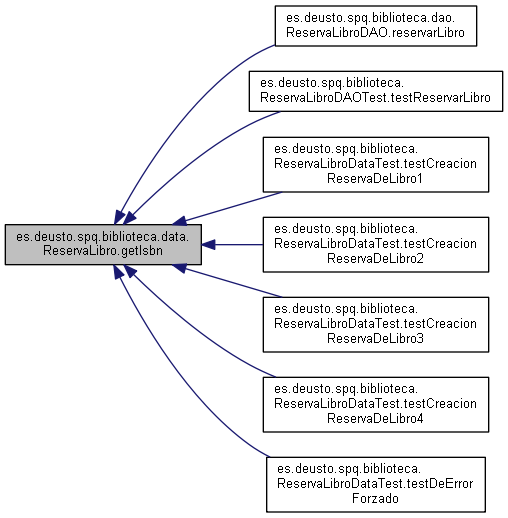 es.deusto.spq.biblioteca.dao.
ReservaLibroDAO.reservarLibro
es.deusto.spq.biblioteca.
ReservaLibroDAOTest.testReservarLibro
es.deusto.spq.biblioteca.
ReservaLibroDataTest.testCreacion
ReservaDeLibro1
es.deusto.spq.biblioteca.data.
ReservaLibro.getIsbn
es.deusto.spq.biblioteca.
ReservaLibroDataTest.testCreacion
ReservaDeLibro2
es.deusto.spq.biblioteca.
ReservaLibroDataTest.testCreacion
ReservaDeLibro3
es.deusto.spq.biblioteca.
ReservaLibroDataTest.testCreacion
ReservaDeLibro4
es.deusto.spq.biblioteca.
ReservaLibroDataTest.testDeError
Forzado